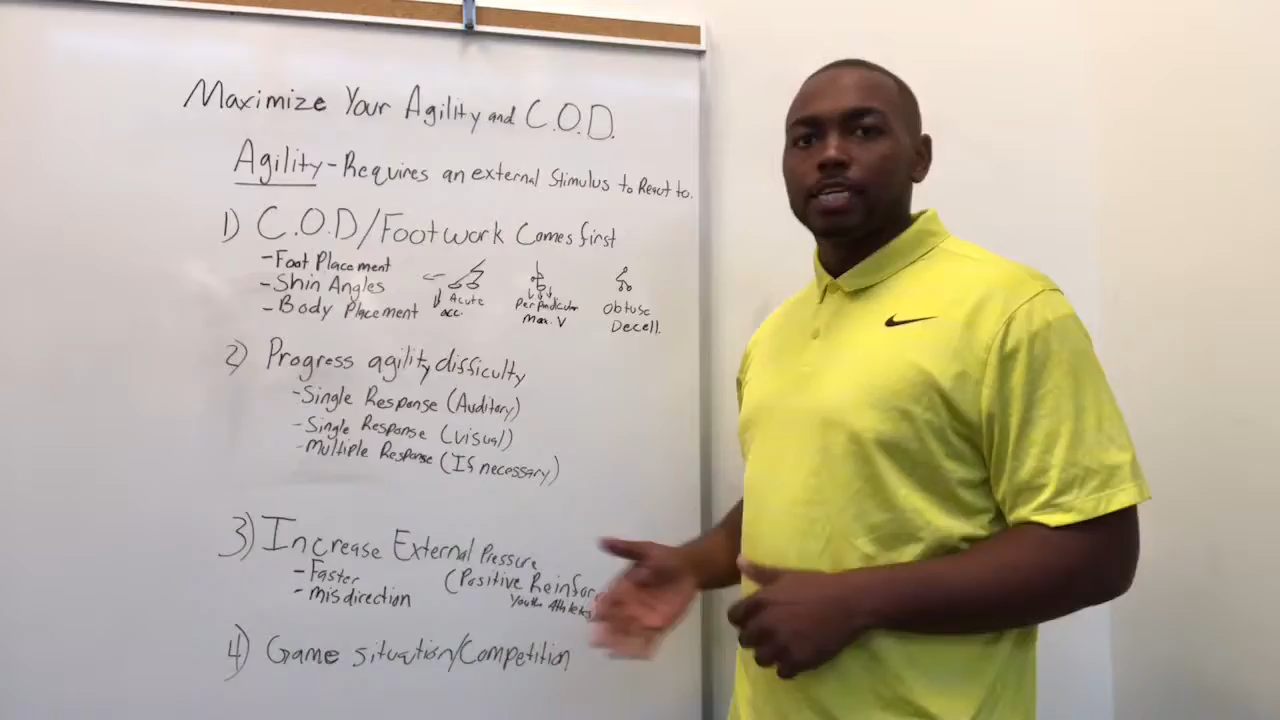 Maximize Your Agility and C.O.D.
Agility - Requires an external Stimulus to React to.
1) C.O.D/Footwork Comes first
- Foot Placement
- Shin Angles
- Body Placement
Acute
acc.
Perpendicular
Max. V
Obtuse
Decell.
2) Progress agility difficulty
- Single Response (Auditory)
- Single Response (visual)
- Multiple Response (If necessary)
3) Increase External Pressure
- Faster
- misdirection
(Positive Reinfor
Youth Athletes
4) Game situation/Competition